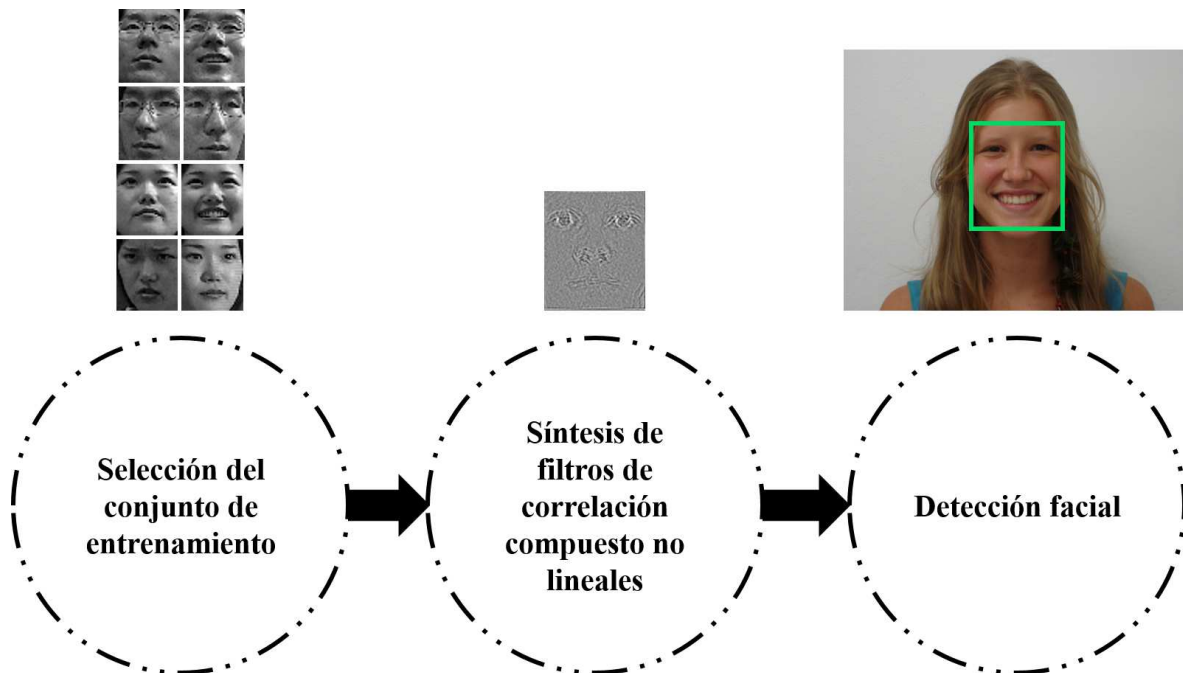 Selección del
conjunto de
entrenamiento
Síntesis de
filtros de
correlación
compuesto no
lineales
Detección facial